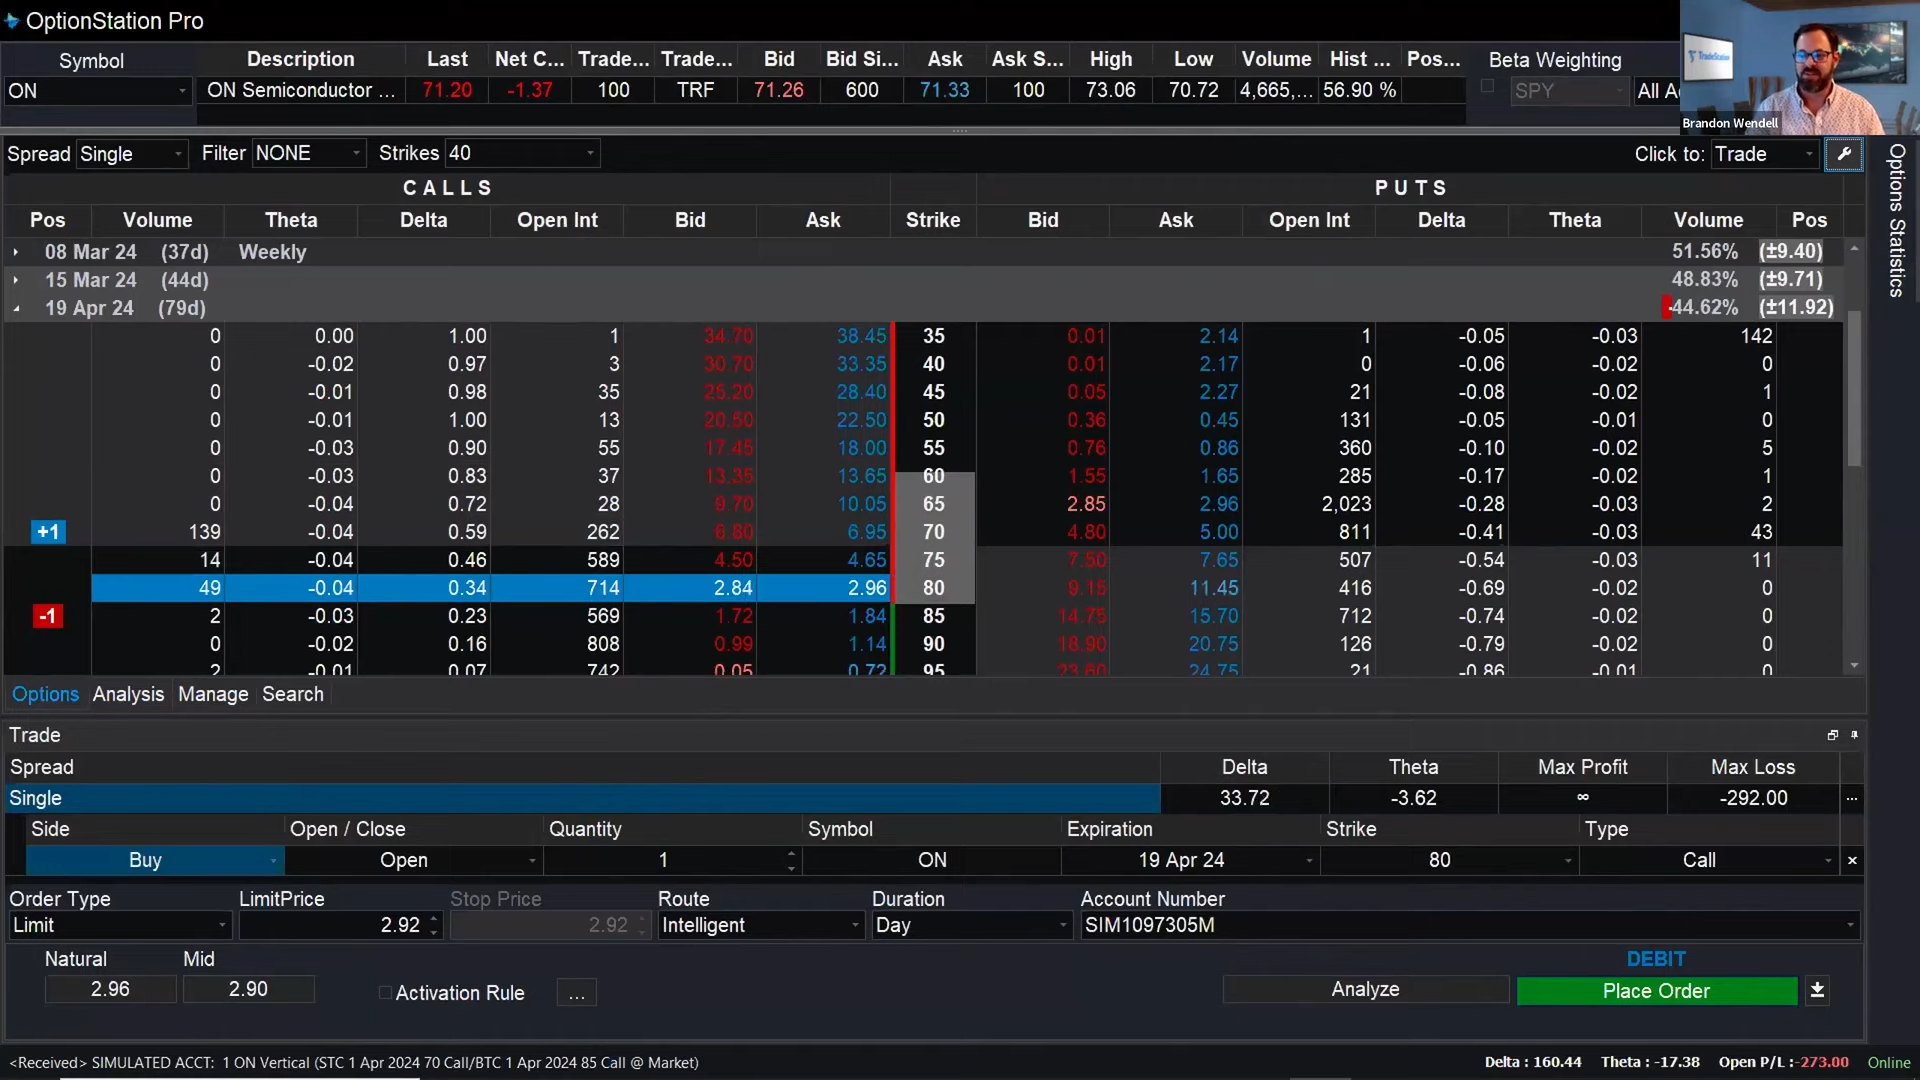 OptionStation Pro
Symbol Description Last Net C... Trade... Trade... Bid Bid Si... Ask Ask S... High Low Volume Hist ... Pos... Beta Weighting
ON ON Semiconductor ... 71.20 -1.37 100 TRF 71.26 600 71.33 100 73.06 70.72 4,665,... 56.90 % SPY All
Brandon Wendell
Spread Single Filter NONE Strikes 40 Click to: Trade
CALLS PUTS
Pos Volume Theta Delta Open Int Bid Ask Strike Bid Ask Open Int Delta Theta Volume Pos
08 Mar 24 (37d) Weekly 51.56% (±9.40)
15 Mar 24 (44d) 48.83% (±9.71)
19 Apr 24 (79d) 44.62% (±11.92)
0 0.00 1.00 1 34.70 38.45 35 0.01 2.14 1 -0.05 -0.03 142
0 -0.02 0.97 3 30.70 33.35 40 0.01 2.17 0 -0.06 -0.02 0
0 -0.01 0.98 35 25.20 28.40 45 0.05 2.27 21 -0.08 -0.02 1
0 -0.01 1.00 13 20.50 22.50 50 0.36 0.45 131 -0.05 -0.01 0
0 -0.03 0.90 55 17.45 18.00 55 0.76 0.86 360 -0.10 -0.02 5
0 -0.03 0.83 37 13.35 13.65 60 1.55 1.65 285 -0.17 -0.02 1
0 -0.04 0.72 28 9.70 10.05 65 2.85 2.96 2,023 -0.28 -0.02 2
+1 139 -0.04 0.59 262 6.80 6.95 70 4.80 5.00 811 -0.41 -0.03 43
14 -0.04 0.46 589 4.50 4.65 75 7.50 7.65 507 -0.54 -0.03 11
49 -0.04 0.34 714 2.84 2.96 80 9.15 11.45 416 -0.69 -0.02 0
-1 2 -0.03 0.23 569 1.72 1.84 85 14.75 15.70 712 -0.74 -0.02 0
0 -0.02 0.16 808 0.99 1.14 90 18.90 20.75 126 -0.79 -0.02 0
2 -0.01 0.07 742 0.05 0.72 95 23.60 24.75 21 -0.86 -0.01 0
Options Statistics
Options Analysis Manage Search
Trade
Spread Delta Theta Max Profit Max Loss
Single 33.72 -3.62 ∞ -292.00 ...
Side Open / Close Quantity Symbol Expiration Strike Type
Buy Open 1 ON 19 Apr 24 80 Call
Order Type LimitPrice Stop Price Route Duration Account Number
Limit 2.92 2.92 Intelligent Day SIM1097305M
Natural Mid DEBIT
2.96 2.90 Activation Rule ... Analyze Place Order
<Received> SIMULATED ACCT: 1 ON Vertical (STC 1 Apr 2024 70 Call/BTC 1 Apr 2024 85 Call @ Market) Delta : 160.44 Theta : -17.38 Open P/L :-273.00 Online